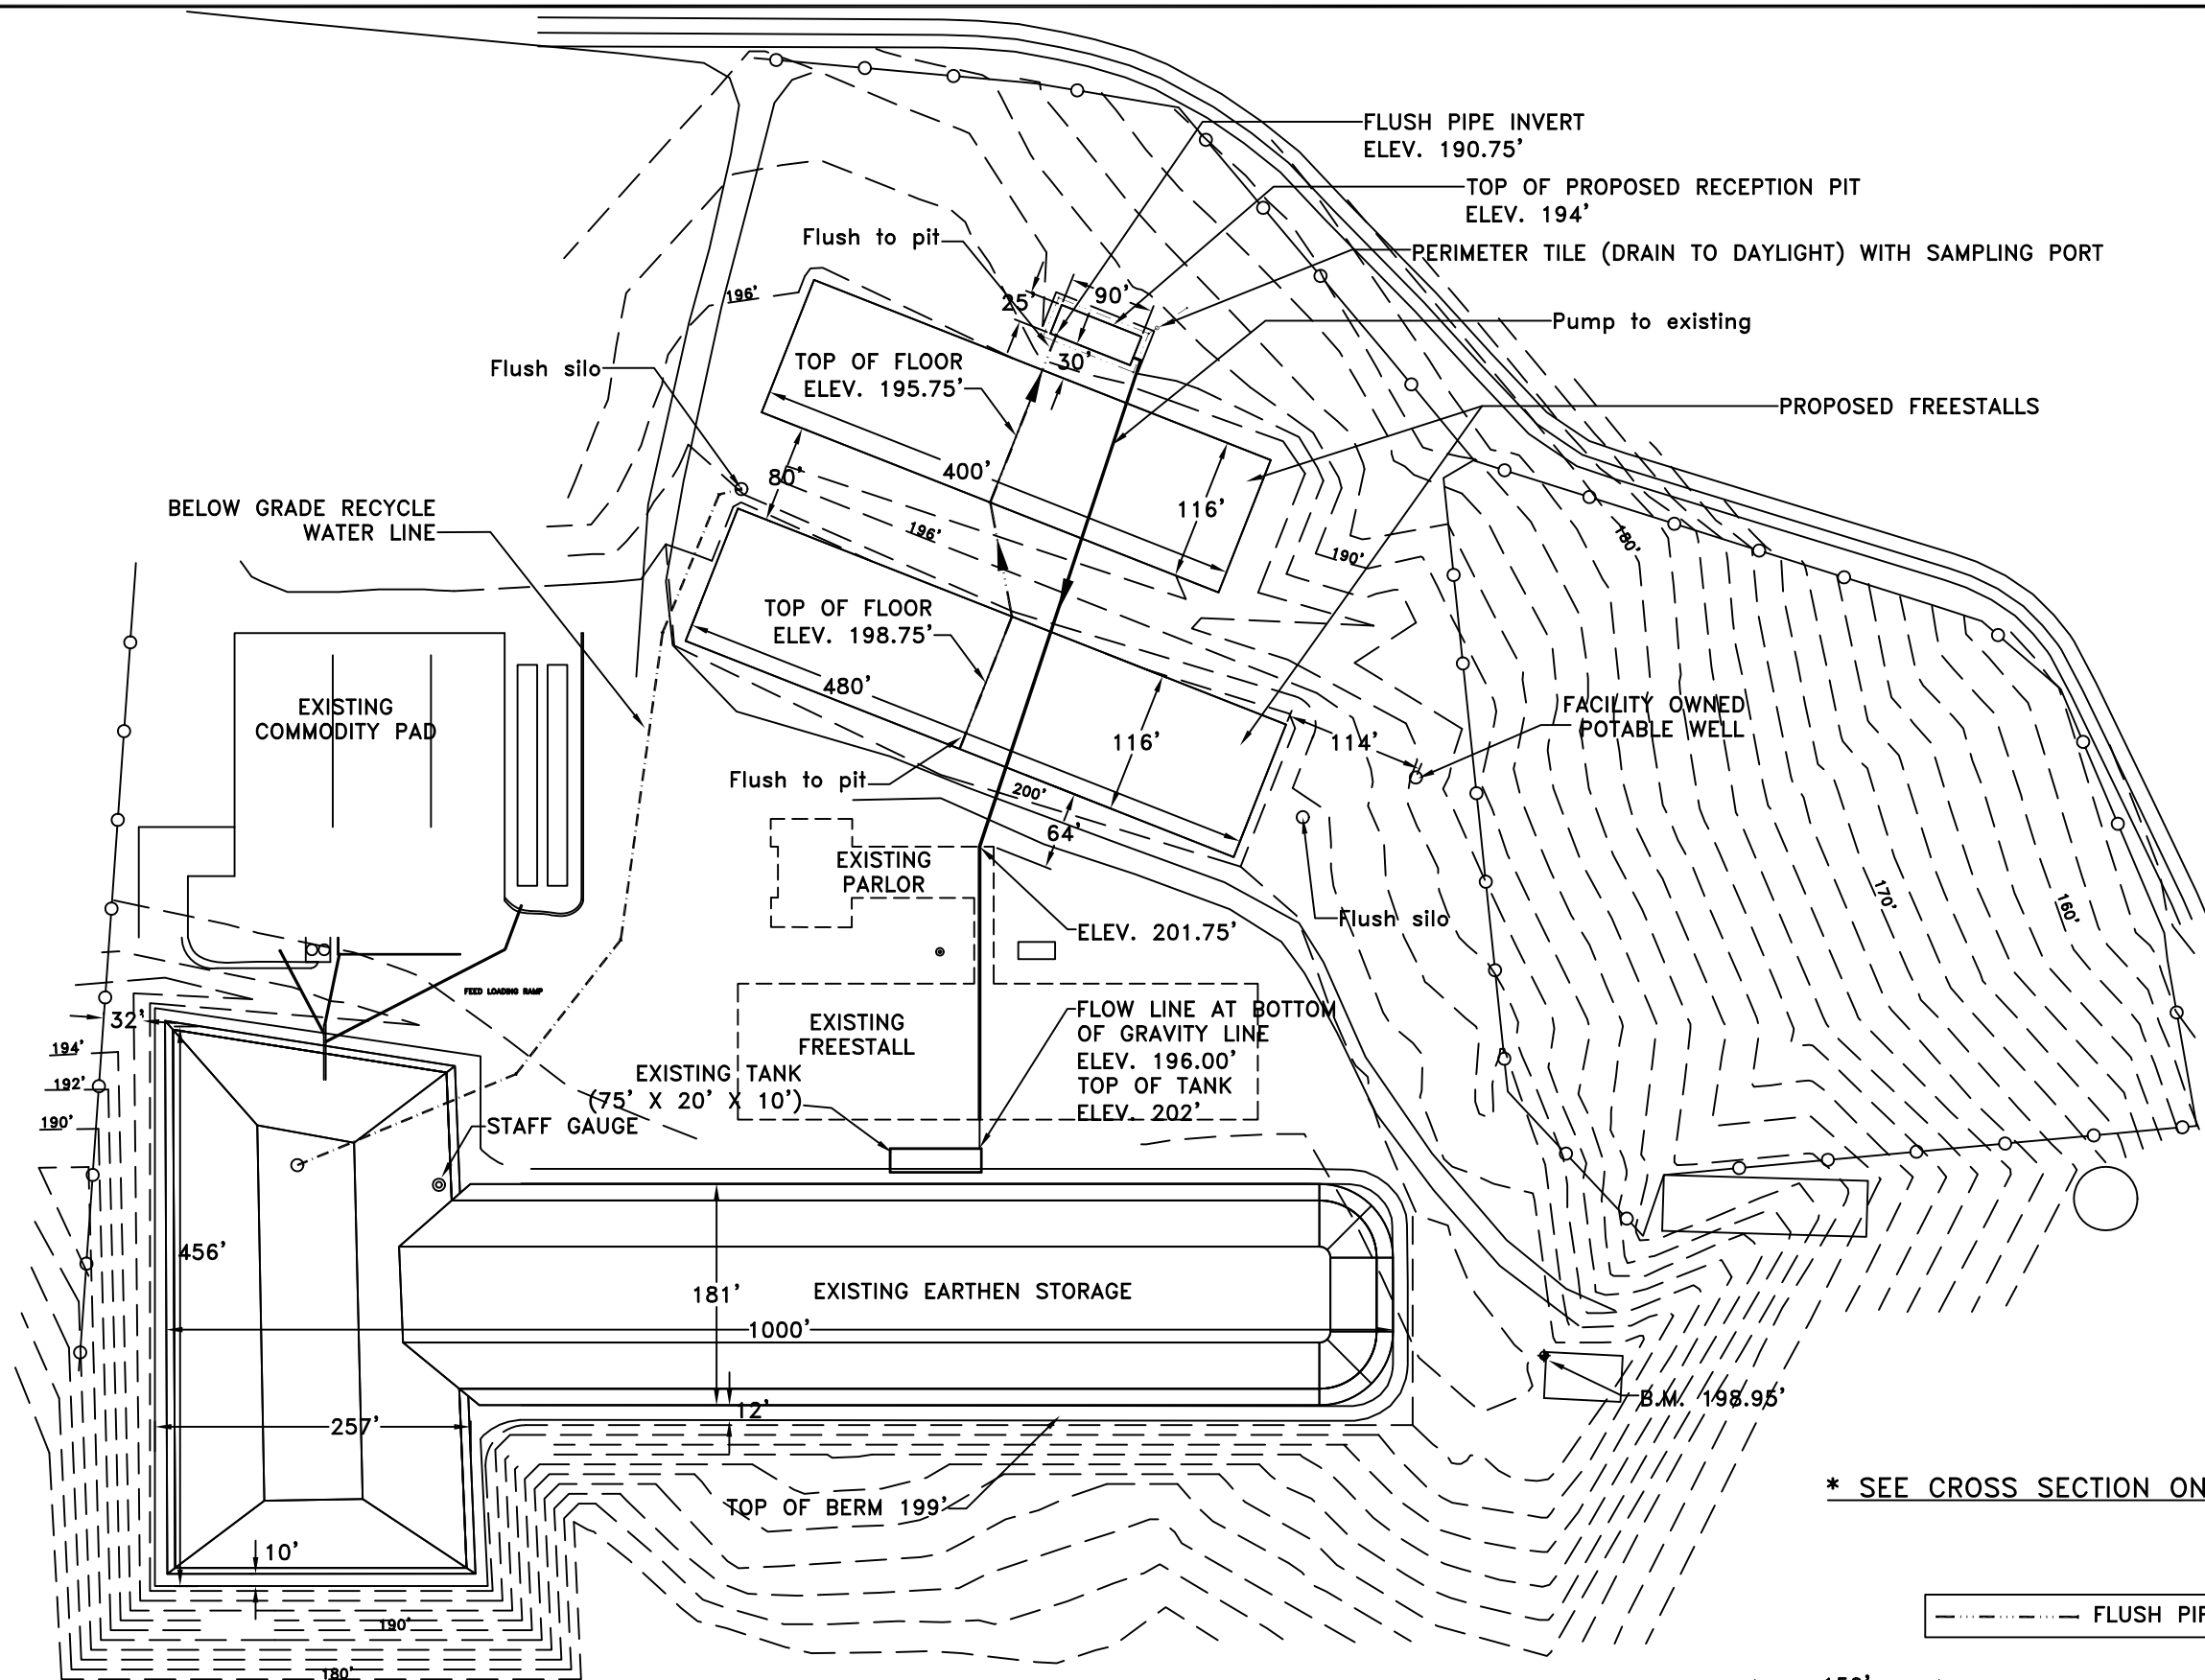 FLUSH PIPE INVERT
ELEV. 190.75'
TOP OF PROPOSED RECEPTION PIT
ELEV. 194'
Flush to pit
PERIMETER TILE (DRAIN TO DAYLIGHT) WITH SAMPLING PORT
196'
25'
90'
Pump to existing
TOP OF FLOOR
ELEV. 195.75'
30'
Flush silo
PROPOSED FREESTALLS
400'
80'
116'
BELOW GRADE RECYCLE
WATER LINE
196'
190'
180'
TOP OF FLOOR
ELEV. 198.75'
480'
EXISTING
COMMODITY PAD
FACILITY OWNED
POTABLE WELL
116'
114'
Flush to pit
200'
64'
EXISTING
PARLOR
170'
160'
Flush silo
ELEV. 201.75'
FEED LOADING RAMP
32'
EXISTING
FREESTALL
FLOW LINE AT BOTTOM
OF GRAVITY LINE
ELEV. 196.00'
TOP OF TANK
ELEV. 202'
194'
192'
190'
EXISTING TANK
(75' X 20' X 10')
STAFF GAUGE
456'
181'
EXISTING EARTHEN STORAGE
1000'
B.M. 198.95'
12'
257'
TOP OF BERM 199'
* SEE CROSS SECTION ON
10'
190'
180'
FLUSH PIP
150'